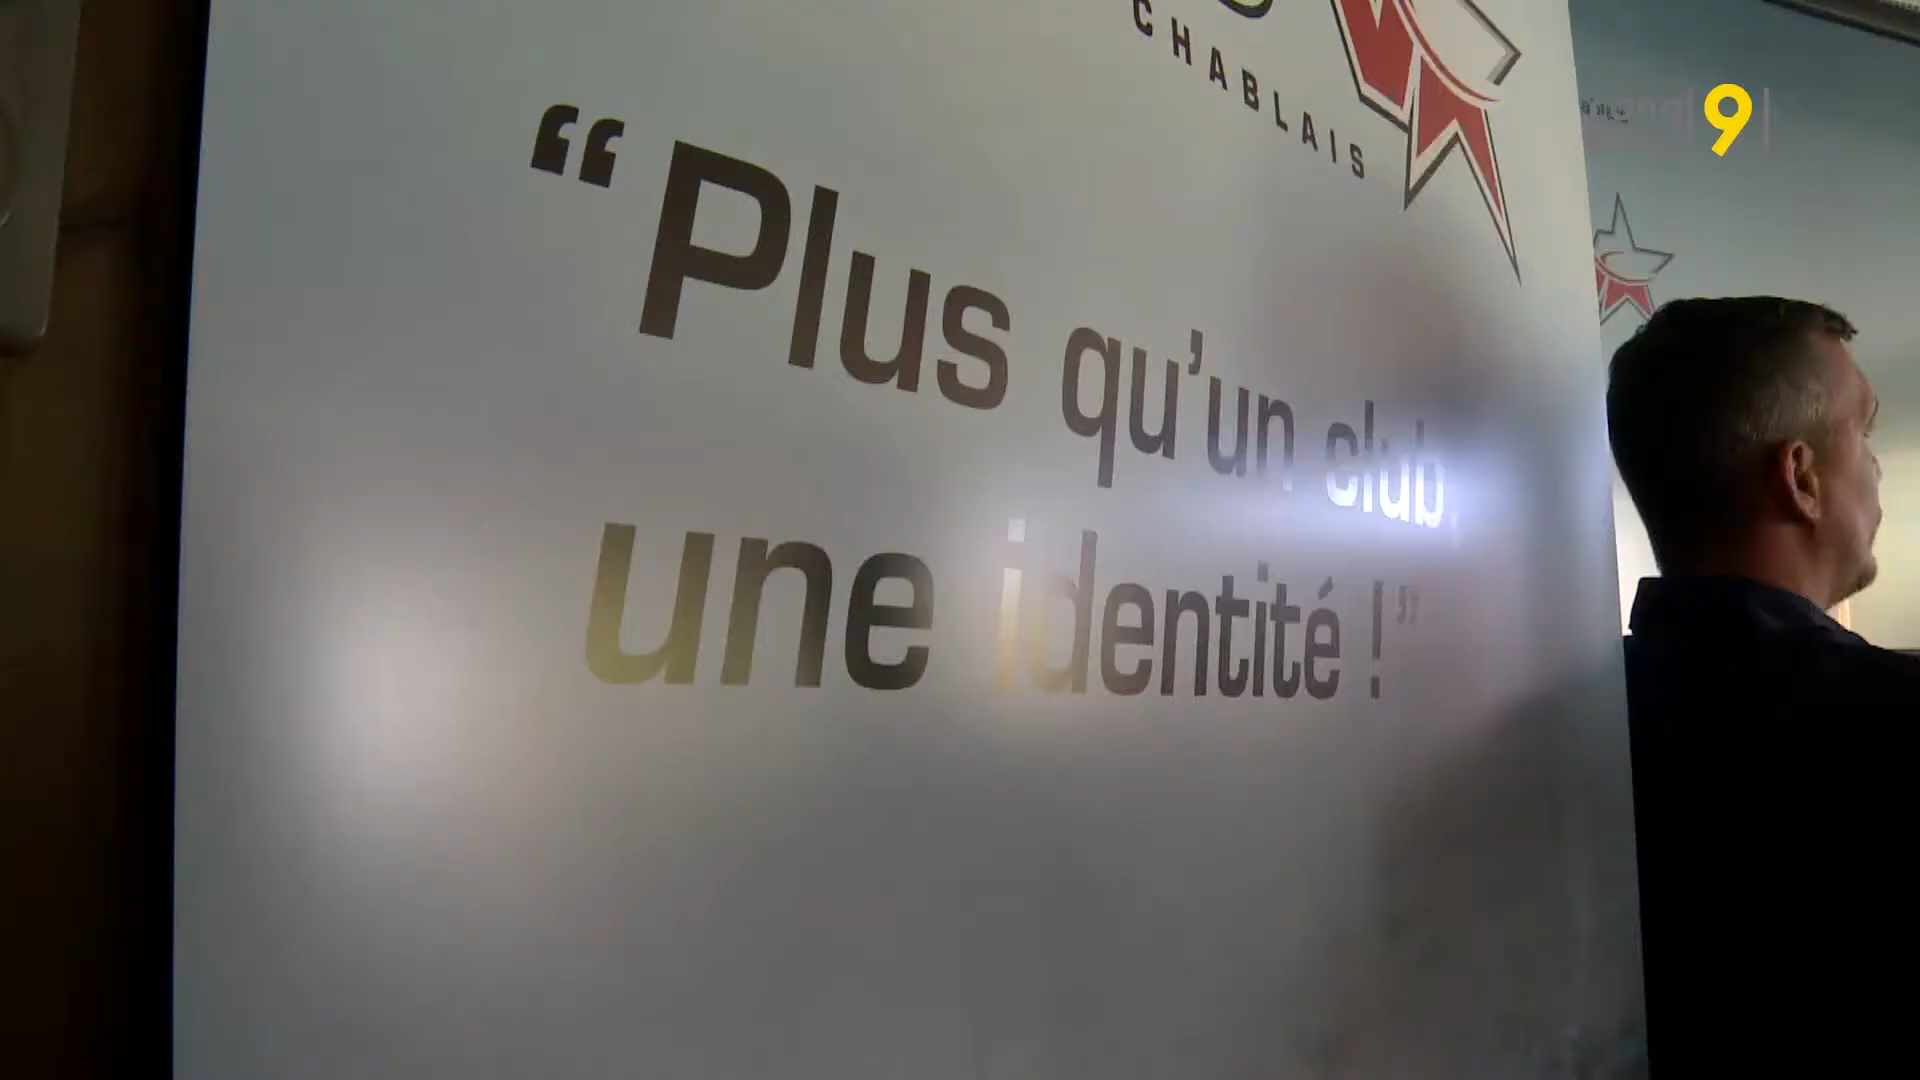 CHABLAIS
“Plus qu’un club,
une identité !”
9